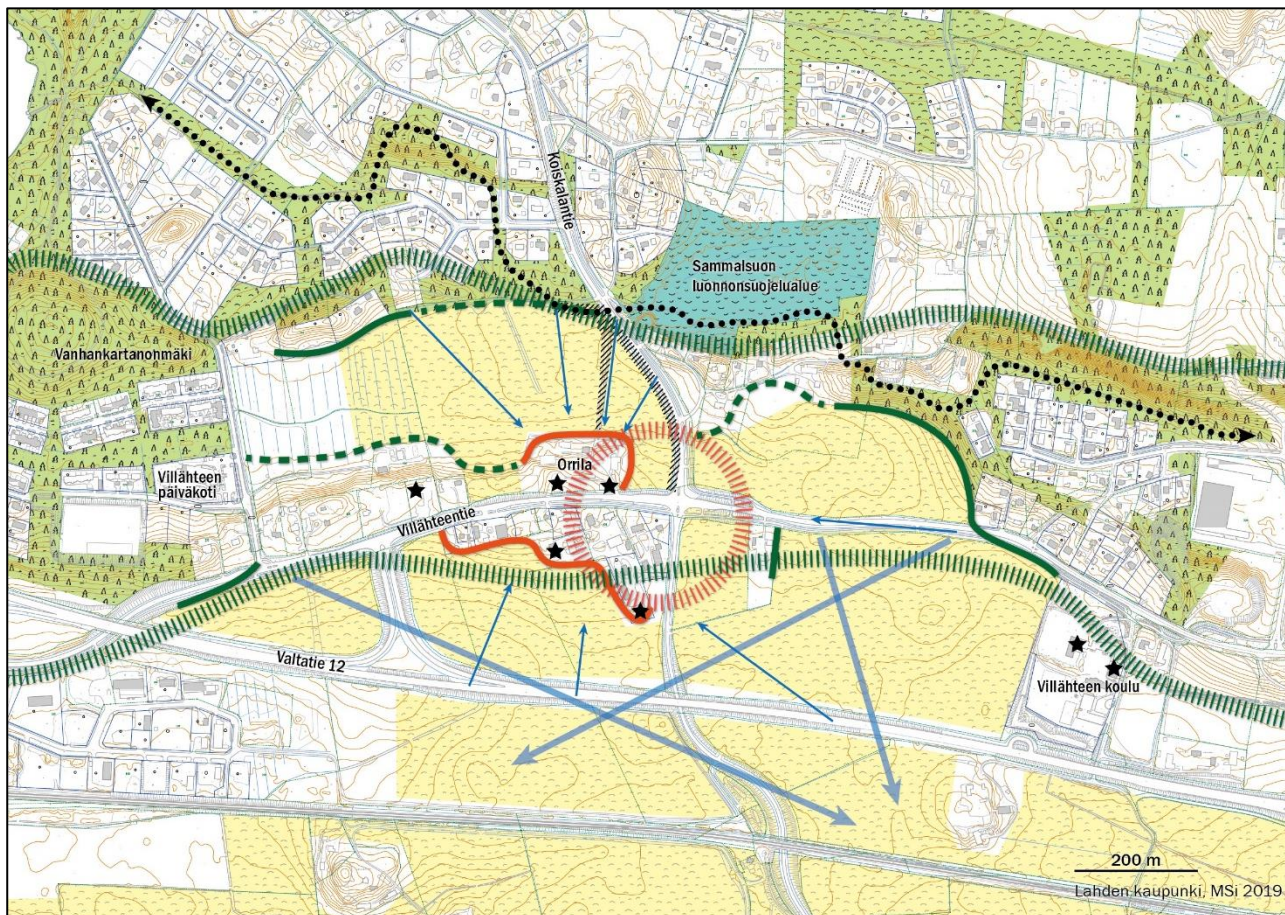 Koiskalantie
Sammalsuon
luonnonsuojelualue
Vanhankartanonmäki
Villähteen
päiväkoti
Orrila
Villähteentie
Valtatie 12
Villähteen koulu
200 m
Lahden kaupunki, MSi 2019